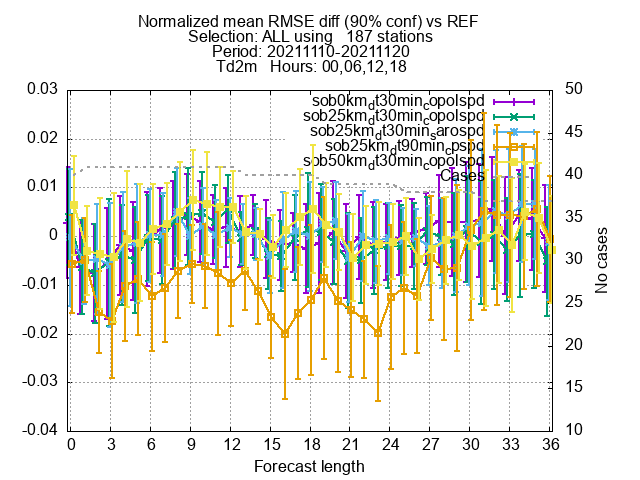 Normalized mean RMSE diff (90% conf) vs REF
Selection: ALL using   187 stations
Period: 20211110-20211120
Td2m   Hours: 00,06,12,18
sob0km_dt30min_copolspd
sob25km_dt30min_copolspd
sob25km_dt30min_sarospd
sob25km_dt90min_cpspd
sob50km_dt30min_copolspd
Cases
0.03
0.02
0.01
0
-0.01
-0.02
-0.03
-0.04
50
45
40
35
30
25
20
15
10
No cases
0 3 6 9 12 15 18 21 24 27 30 33 36
Forecast length